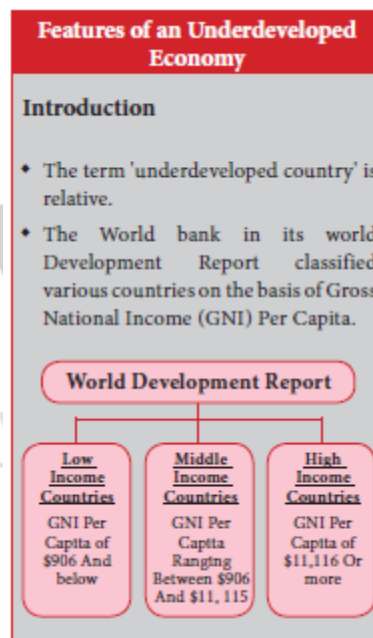 Features of an Underdeveloped
Economy
Introduction
◆ The term 'underdeveloped country' is
relative.
◆ The World bank in its world
Development Report classified
various countries on the basis of Gross
National Income (GNI) Per Capita.
World Development Report
Low
Income
Countries
GNI Per
Capita of
$906 And
below
Middle
Income
Countries
GNI Per
Capita
Ranging
Between $906
And $11, 115
High
Income
Countries
GNI Per
Capita of
$11,116 Or
more